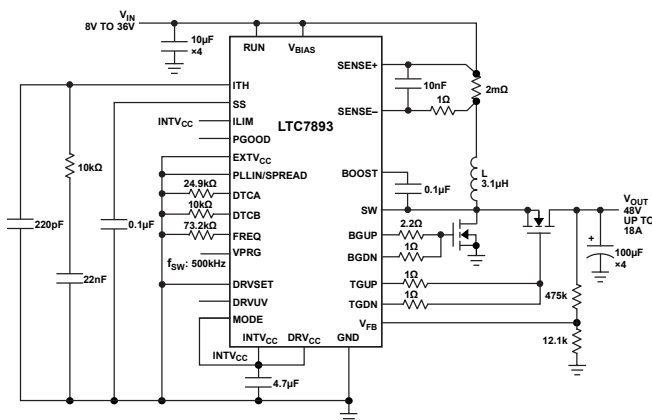 VIN
8V TO 36V
10µF
×4
RUN
VBIAS
SENSE+
10nF
2mΩ
1Ω
SENSE–
ITH
SS
INTVCC
ILIM
PGOOD
LTC7893
EXTVCC
PLLIN/SPREAD
24.9kΩ
DTCA
10kΩ
DTCB
73.2kΩ
FREQ
VPRG
fSW: 500kHz
DRVSET
DRVUV
MODE
INTVCC
INTVCC
DRVCC
GND
4.7µF
10kΩ
220pF
22nF
0.1µF
L
3.1µH
BOOST
0.1µF
SW
VOUT
48V
UP TO
18A
BGUP
2.2Ω
BGDN
1Ω
TGUP
1Ω
TGDN
1Ω
+
100µF
×4
475k
VFB
12.1k